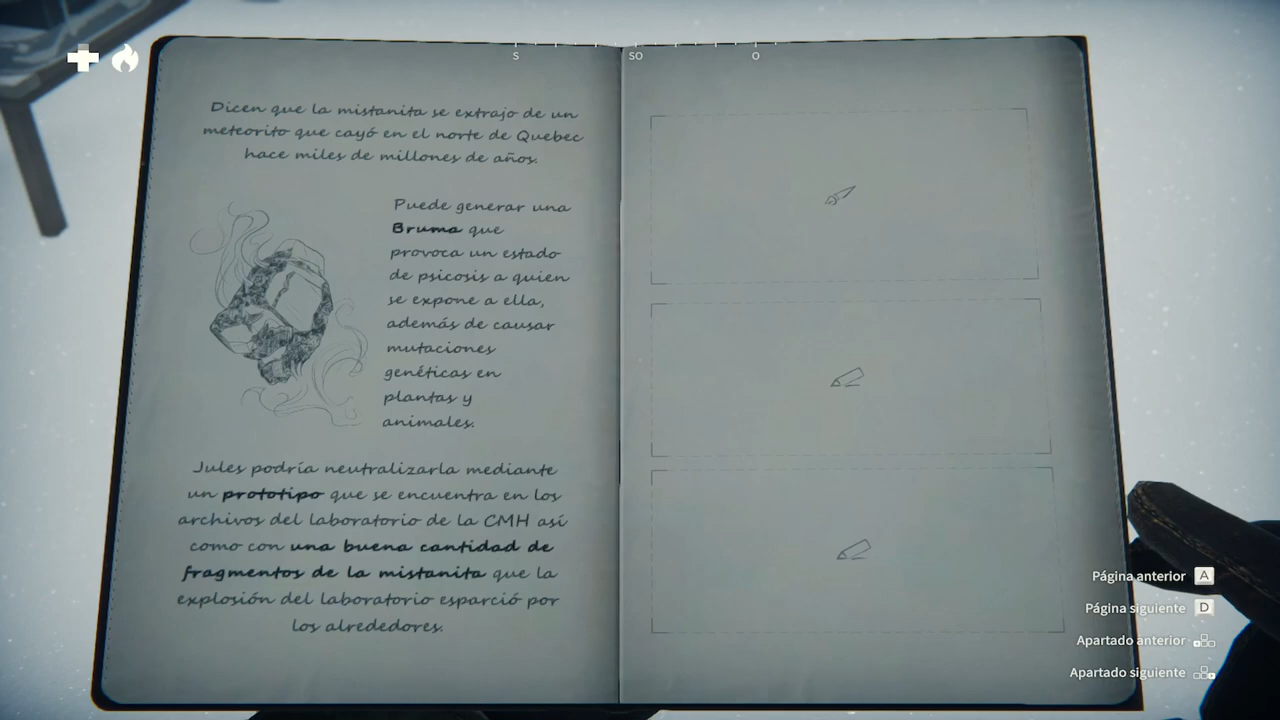 S
SO
O
Dicen que la mistanita se extrajo de un
meteorito que cayó en el norte de Quebec
hace miles de millones de años.
Puede generar una
Bruma que
provoca un estado
de psicosis a quien
se expone a ella,
además de causar
mutaciones
genéticas en
plantas y
animales.
Jules podría neutralizarla mediante
un prototipo que se encuentra en los
archivos del laboratorio de la CMH así
como con una buena cantidad de
fragmentos de la mistanita que la
explosión del laboratorio esparció por
los alrededores.
Página anterior A
Página siguiente D
Apartado anterior
Apartado siguiente